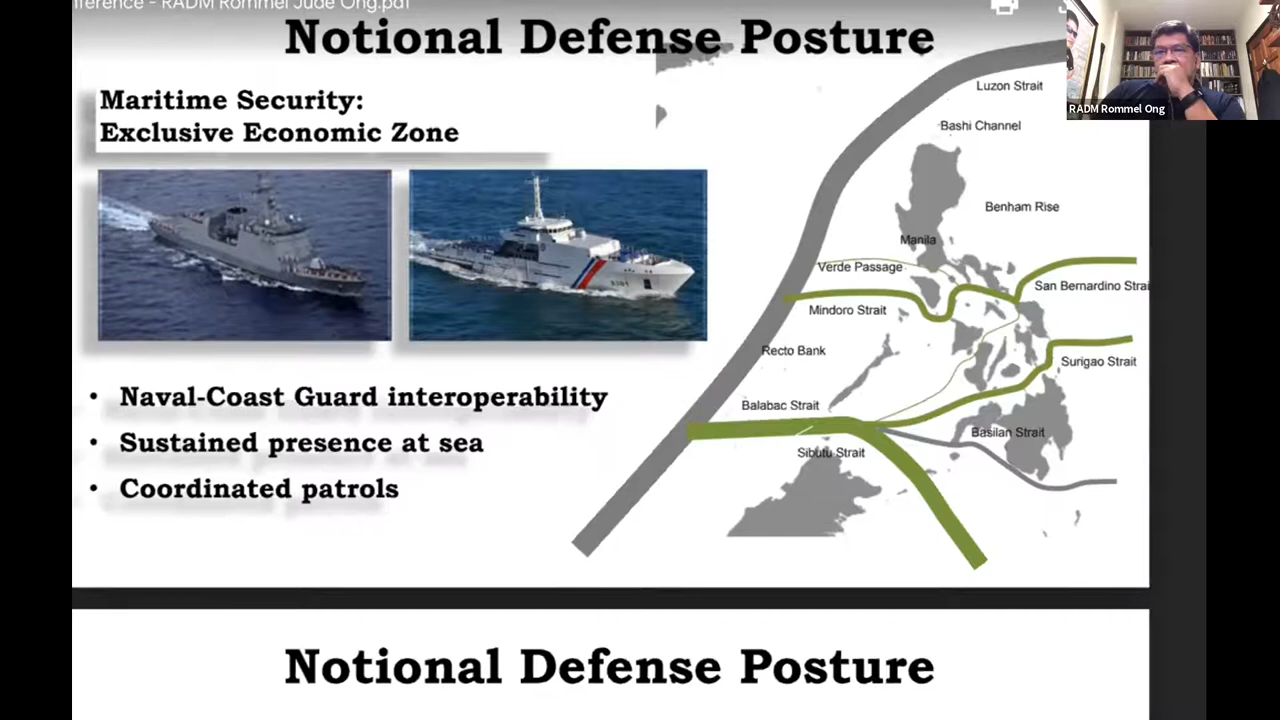 ference - RADM Rommel Jude Ong.pdf
Notional Defense Posture
RADM Rommel Ong
Maritime Security:
Exclusive Economic Zone
• Naval-Coast Guard interoperability
• Sustained presence at sea
• Coordinated patrols
Luzon Strait
Bashi Channel
Benham Rise
Manila
Verde Passage
San Bernardino Strai
Mindoro Strait
Recto Bank
Surigao Strait
Balabac Strait
Basilan Strait
Sibutu Strait
Notional Defense Posture